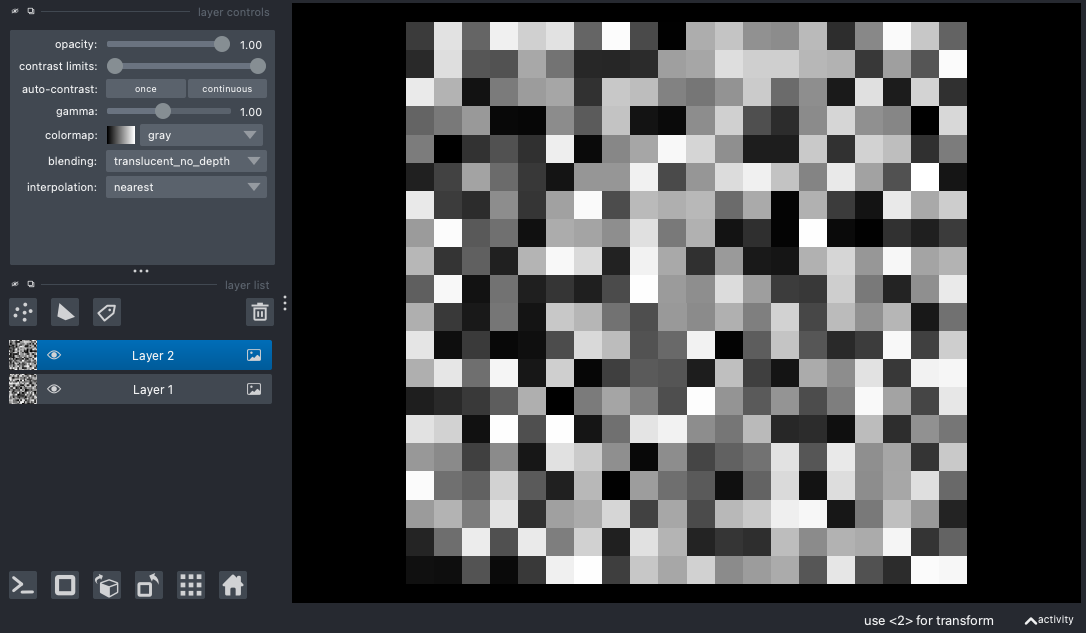 layer controls
opacity: 1.00
contrast limits:
auto-contrast: once continuous
gamma: 1.00
colormap: gray
blending: translucent_no_depth
interpolation: nearest
layer list
Layer 2
Layer 1
use <2> for transform activity